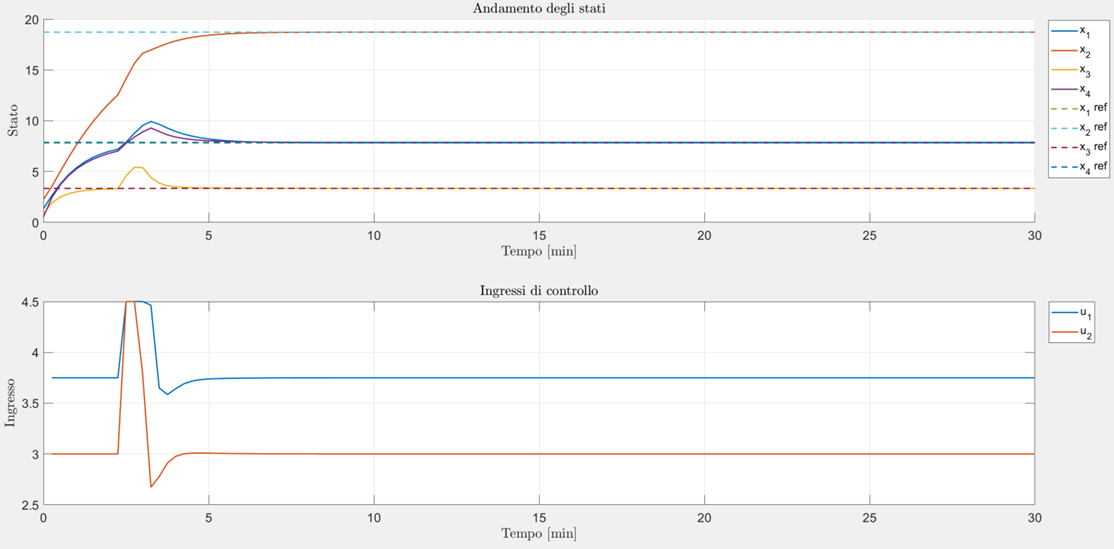 Andamento degli stati
20
15
10
5
0
Stato
0 5 10 15 20 25 30
Tempo [min]
x1
x2
x3
x4
x1 ref
x2 ref
x3 ref
x4 ref
Ingressi di controllo
4.5
4
3.5
3
2.5
Ingresso
0 5 10 15 20 25 30
Tempo [min]
u1
u2